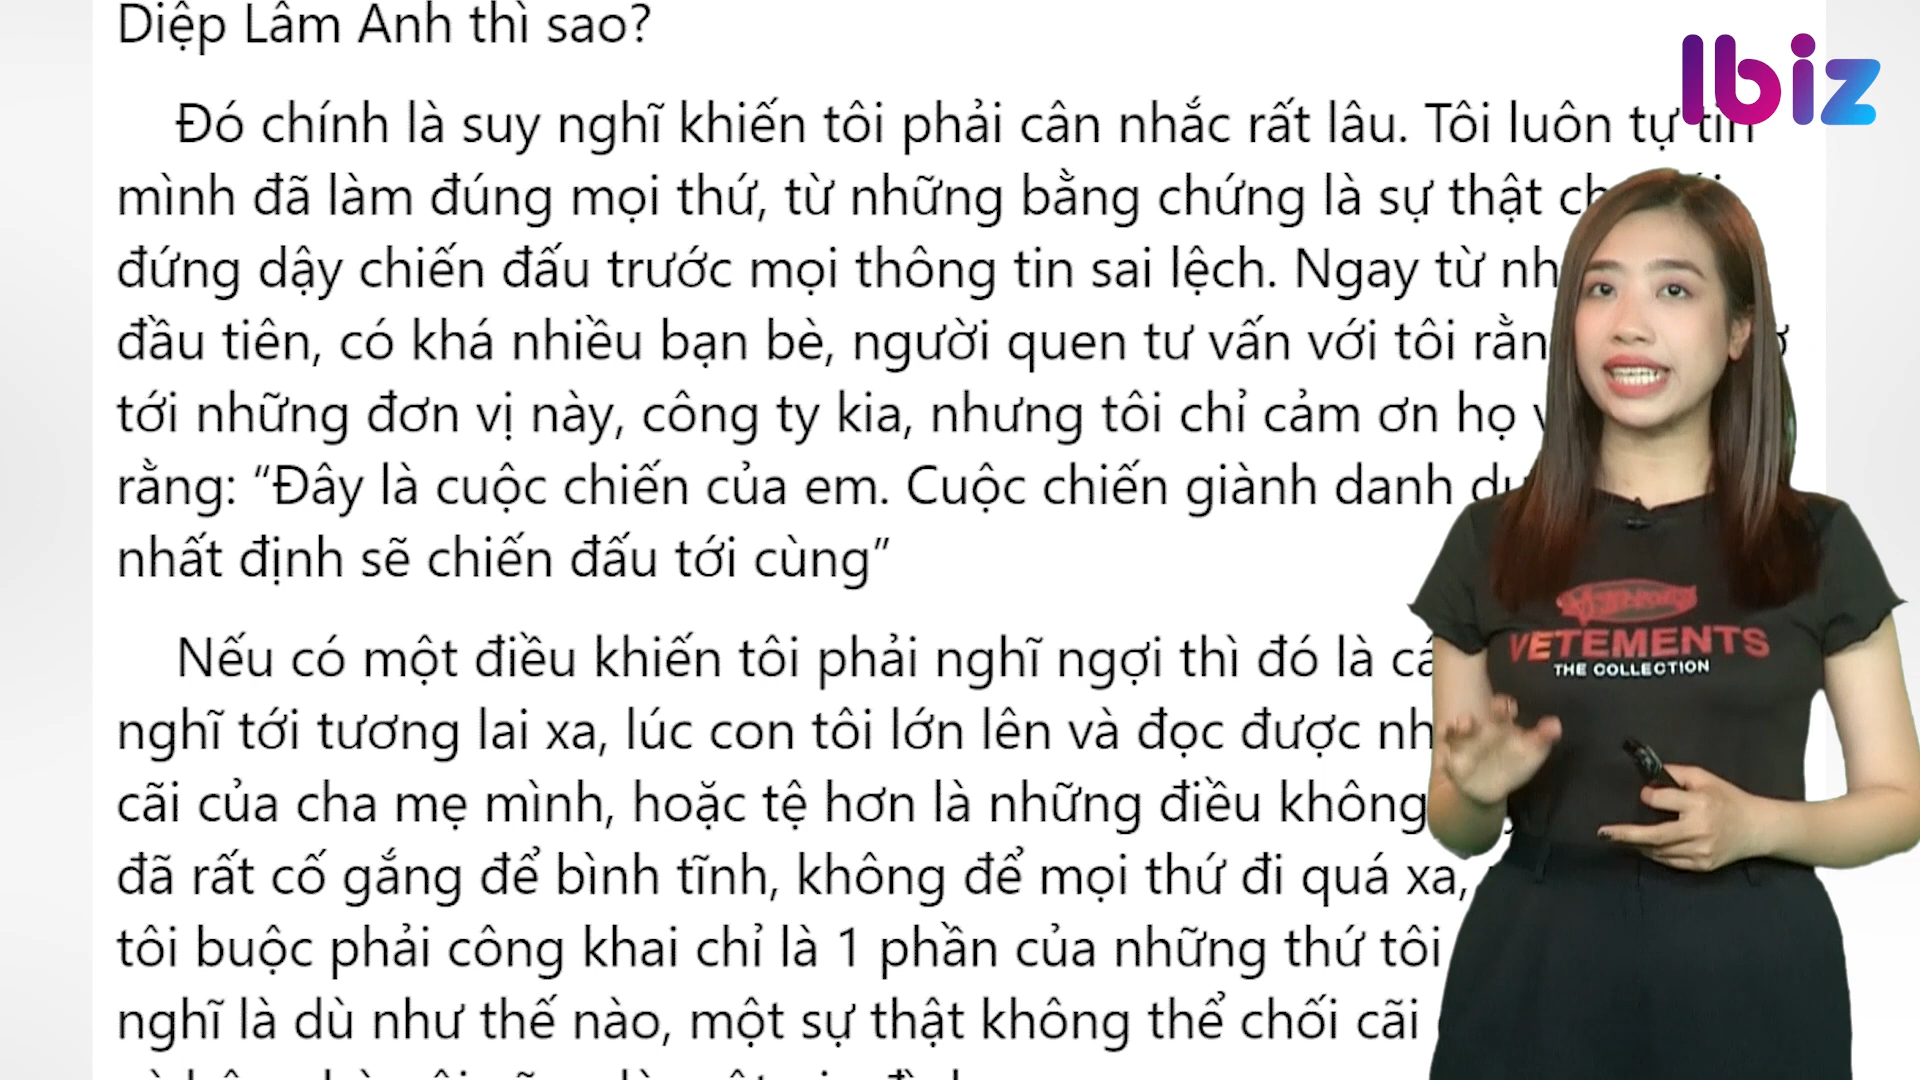 Diệp Lâm Anh thì sao?
Ibiz
Đó chính là suy nghĩ khiến tôi phải cân nhắc rất lâu. Tôi luôn tự tin
mình đã làm đúng mọi thứ, từ những bằng chứng là sự thật
đứng dậy chiến đấu trước mọi thông tin sai lệch. Ngay từ
đầu tiên, có khá nhiều bạn bè, người quen tư vấn với tôi
tới những đơn vị này, công ty kia, nhưng tôi chỉ cảm ơn họ
rằng: “Đây là cuộc chiến của em. Cuộc chiến giành danh
nhất định sẽ chiến đấu tới cùng”
Nếu có một điều khiến tôi phải nghĩ ngợi thì đó là
nghĩ tới tương lai xa, lúc con tôi lớn lên và đọc được
cãi của cha mẹ mình, hoặc tệ hơn là những điều không
đã rất cố gắng để bình tĩnh, không để mọi thứ đi quá xa,
tôi buộc phải công khai chỉ là 1 phần của những thứ tôi
nghĩ là dù như thế nào, một sự thật không thể chối cãi
VETEMENTS
THE COLLECTION